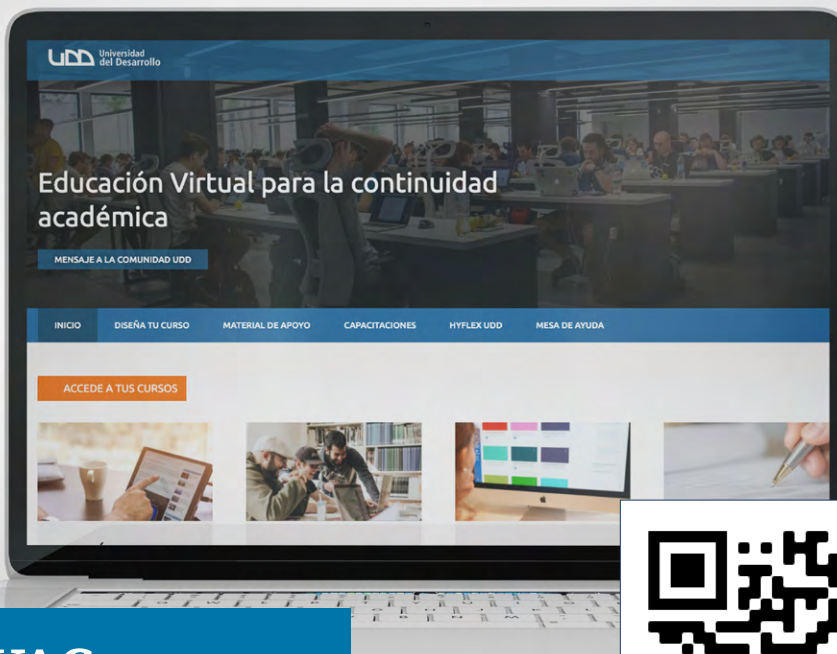 UDD Universidad
del Desarrollo
Educación Virtual para la continuidad
académica
MENSAJE A LA COMUNIDAD UDD
INICIO DISEÑA TU CURSO MATERIAL DE APOYO CAPACITACIONES HYFLEX UDD MESA DE AYUDA
ACCEDE A TUS CURSOS